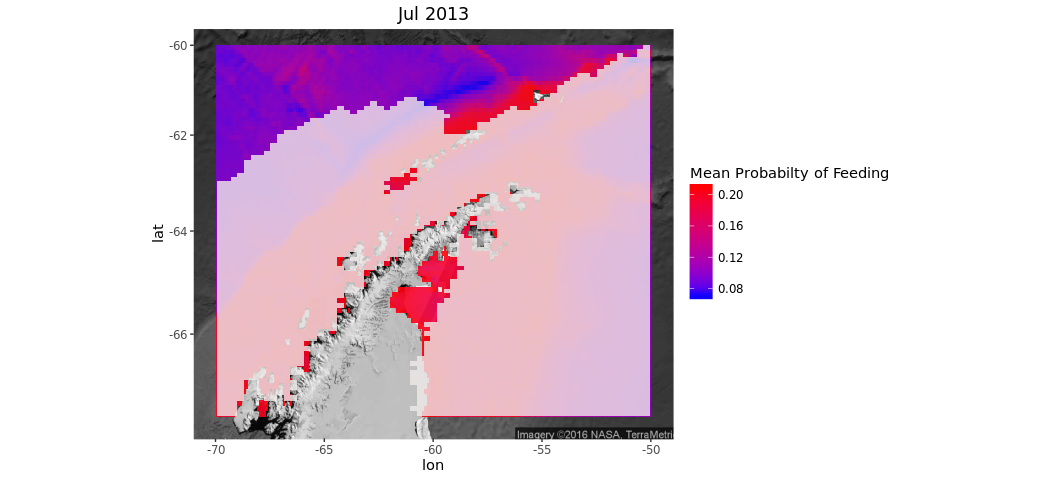 Jul 2013
-60
-62
-64
-66
lat
-70
-65
-60
-55
-50
lon
Imagery ©2016 NASA, TerraMetri
Mean Probabilty of Feeding
0.20
0.16
0.12
0.08